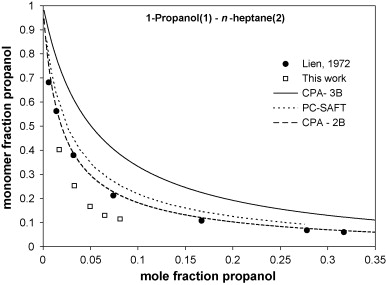 1-Propanol(1) - n-heptane(2)
monomer fraction propanol
1
0.9
0.8
0.7
0.6
0.5
0.4
0.3
0.2
0.1
0
Lien, 1972
This work
CPA- 3B
PC-SAFT
CPA - 2B
0 0.05 0.1 0.15 0.2 0.25 0.3 0.35
mole fraction propanol